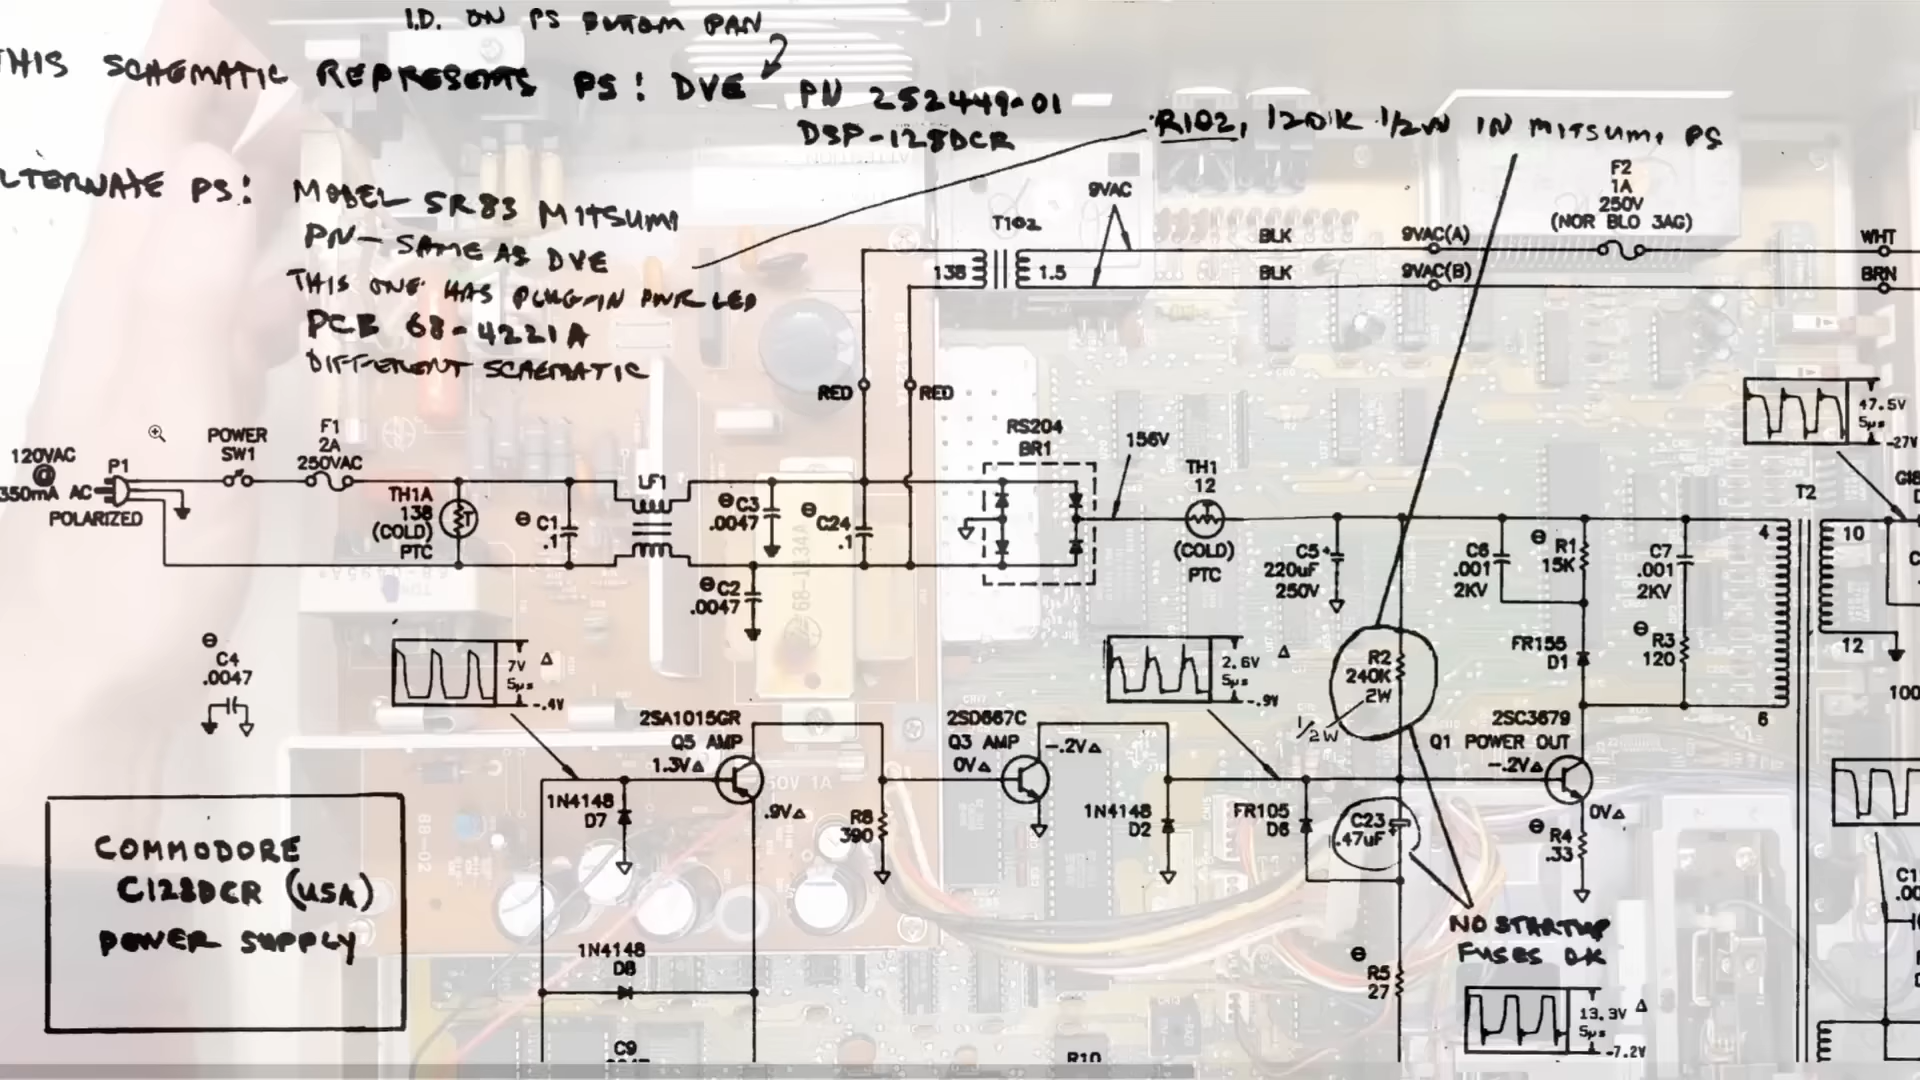 I.D. ON PS BUTTOM PAN
THIS SCHEMATIC REPRESENTS PS: DVE
PN 252449-01
DSP-128DCR
R102, 120K 1/2W IN MITSUMI PS
ALTERNATE PS:
MODEL SR83 MITSUMI
PN- SAME AS DVE
THIS ONE HAS PLUG-IN PWR LED
PCB 68-4221A
DIFFERENT SCHEMATIC
F2
1A
250V
(NOR BLO 3AG)
9VAC
T102
138
1.5
BLK
9VAC(A)
WHT
BLK
9VAC(B)
BRN
RED
RED
47.5V
5µs
-27V
120VAC
@
350mA AC
P1
POLARIZED
POWER
SW1
F1
2A
250VAC
TH1A
138
(COLD)
PTC
C1
.1
LF1
C3
.0047
C24
.1
C2
.0047
RS204
BR1
156V
TH1
12
(COLD)
PTC
C5
220uF
250V
C6
.001
2KV
R1
15K
C7
.001
2KV
R3
120
FR155
D1
T2
4
6
10
12
C4
.0047
7V
5µs
-.4V
2.6V
5µs
-.9V
R2
240K
2W
1/2W
2SA1015GR
Q5 AMP
1.3V
.9V
2SD667C
Q3 AMP
0V
-.2V
2SC3679
Q1 POWER OUT
-.2V
0V
1N4148
D7
R8
390
1N4148
D2
FR105
D6
C23
.47uF
R4
.33
COMMODORE
C128DCR (USA)
POWER SUPPLY
1N4148
D8
C9
R10
R5
27
NO STARTUP
FUSES OK
13.3V
5µs
-7.2V
68-1134A
50V 1A
68-02